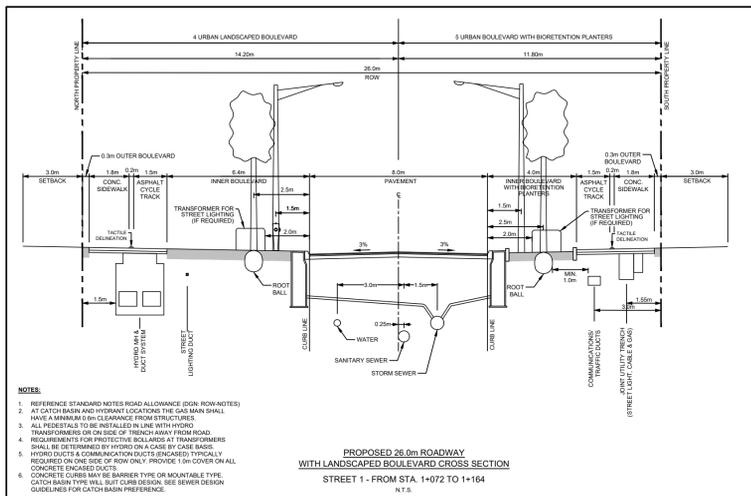 4 URBAN LANDSCAPED BOULEVARD
5 URBAN BOULEVARD WITH BIORETENTION PLANTERS
14.20m
11.80m
26.0m
ROW
NORTH PROPERTY LINE
SOUTH PROPERTY LINE
0.3m OUTER BOULEVARD
0.3m OUTER
BOULEVARD
3.0m
SETBACK
1.8m
CONC.
SIDEWALK
0.2m
1.5m
ASPHALT
CYCLE
TRACK
6.4m
INNER BOULEVARD
8.0m
PAVEMENT
4.0m
INNER BOULEVARD
WITH BIORETENTION
PLANTERS
1.5m
ASPHALT
CYCLE
TRACK
0.2m
1.8m
CONC.
SIDEWALK
3.0m
SETBACK
2.5m
1.5m
2.0m
TRANSFORMER FOR
STREET LIGHTING
(IF REQUIRED)
TACTILE
DELINEATION
℄
1.5m
2.5m
2.0m
TRANSFORMER FOR
STREET LIGHTING
(IF REQUIRED)
TACTILE
DELINEATION
3%
3%
ROOT
BALL
ROOT
BALL
3.0m
1.5m
MIN.
1.0m
1.5m
0.25m
1.55m
3.0m
WATER
SANITARY SEWER
STORM SEWER
CURB LINE
CURB LINE
HYDRO MH &
DUCT SYSTEM
STREET
LIGHTING DUCT
COMMUNICATIONS/
TRAFFIC DUCTS
JOINT UTILITY TRENCH
(STREET LIGHT, CABLE & GAS)
NOTES:
1. REFERENCE STANDARD NOTES ROAD ALLOWANCE (DGN: ROW-NOTES)
2. AT CATCH BASIN AND HYDRANT LOCATIONS THE GAS MAIN SHALL
HAVE A MINIMUM 0.6m CLEARANCE FROM STRUCTURES.
3. ALL PEDESTALS TO BE INSTALLED IN LINE WITH HYDRO
TRANSFORMERS OR ON SIDE OF TRENCH AWAY FROM ROAD.
4. REQUIREMENTS FOR PROTECTIVE BOLLARDS AT TRANSFORMERS
SHALL BE DETERMINED BY HYDRO ON A CASE BY CASE BASIS.
5. HYDRO DUCTS & COMMUNICATION DUCTS (ENCASED) TYPICALLY
REQUIRED ON ONE SIDE OF ROW ONLY. PROVIDE 1.0m COVER ON ALL
CONCRETE ENCASED DUCTS.
6. CONCRETE CURBS MAY BE BARRIER TYPE OR MOUNTABLE TYPE.
CATCH BASIN TYPE WILL SUIT CURB DESIGN. SEE SEWER DESIGN
GUIDELINES FOR CATCH BASIN PREFERENCE.
PROPOSED 26.0m ROADWAY
WITH LANDSCAPED BOULEVARD CROSS SECTION
STREET 1 - FROM STA. 1+072 TO 1+164
N.T.S.